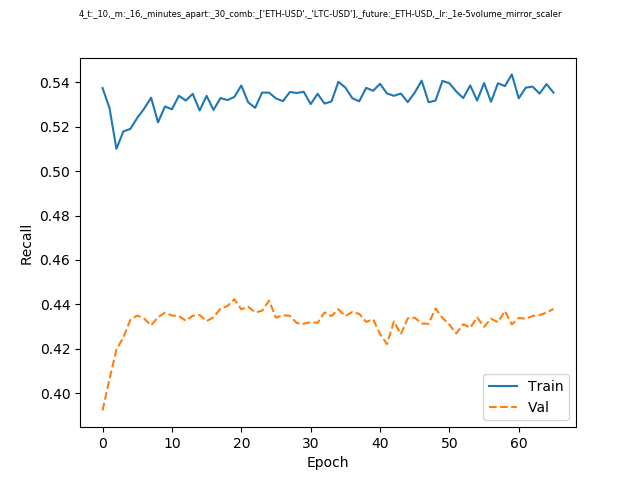 4_t:_10,_m:_16,_minutes_apart:_30_comb:_['ETH-USD',_'LTC-USD'],_future:_ETH-USD,_lr:_1e-5volume_mirror_scaler
0.54
0.52
0.50
0.48
0.46
0.44
0.42
0.40
Recall
Train
Val
0 10 20 30 40 50 60
Epoch